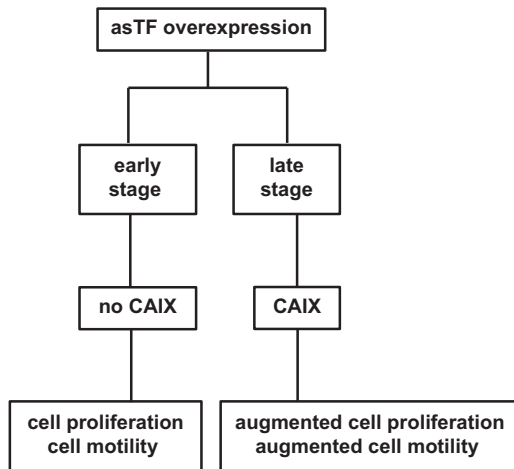 asTF overexpression
early
stage
late
stage
no CAIX
CAIX
cell proliferation
cell motility
augmented cell proliferation
augmented cell motility